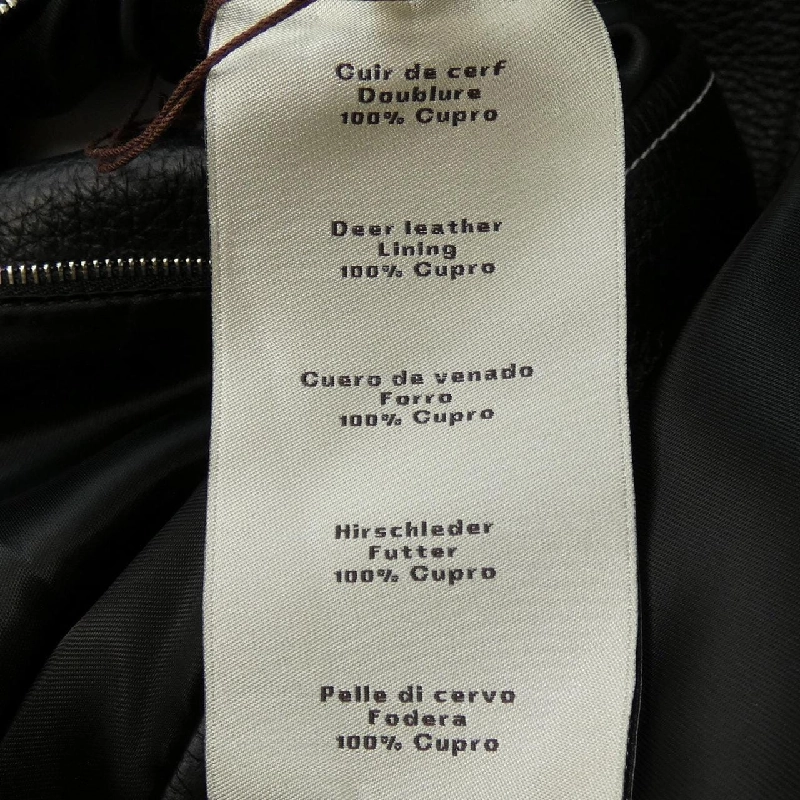 Cuir de cerf
Doublure
100% Cupro
Deer leather
Lining
100% Cupro
Cuero de venado
Forro
100% Cupro
Hirschleder
Futter
100% Cupro
Pelle di cervo
Fodera
100% Cupro